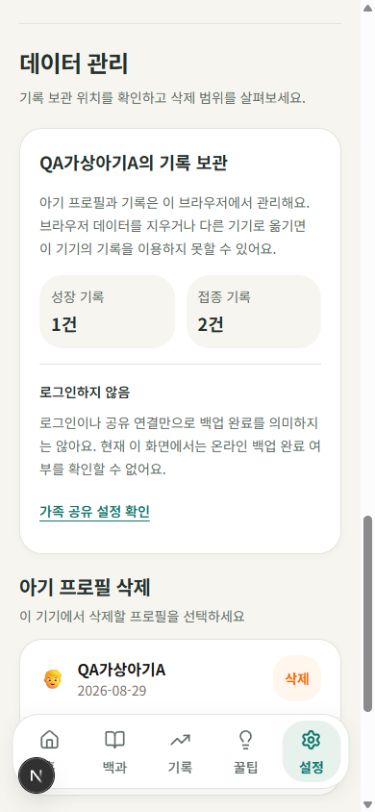 데이터 관리
기록 보관 위치를 확인하고 삭제 범위를 살펴보세요.
QA가상아기A의 기록 보관
아기 프로필과 기록은 이 브라우저에서 관리해요.
브라우저 데이터를 지우거나 다른 기기로 옮기면
이 기기의 기록을 이용하지 못할 수 있어요.
성장 기록
1건
접종 기록
2건
로그인하지 않음
로그인이나 공유 연결만으로 백업 완료를 의미하지
는 않아요. 현재 이 화면에서는 온라인 백업 완료 여
부를 확인할 수 없어요.
가족 공유 설정 확인
아기 프로필 삭제
이 기기에서 삭제할 프로필을 선택하세요
QA가상아기A
2026-08-29
삭제
백과
기록
꿀팁
설정
N